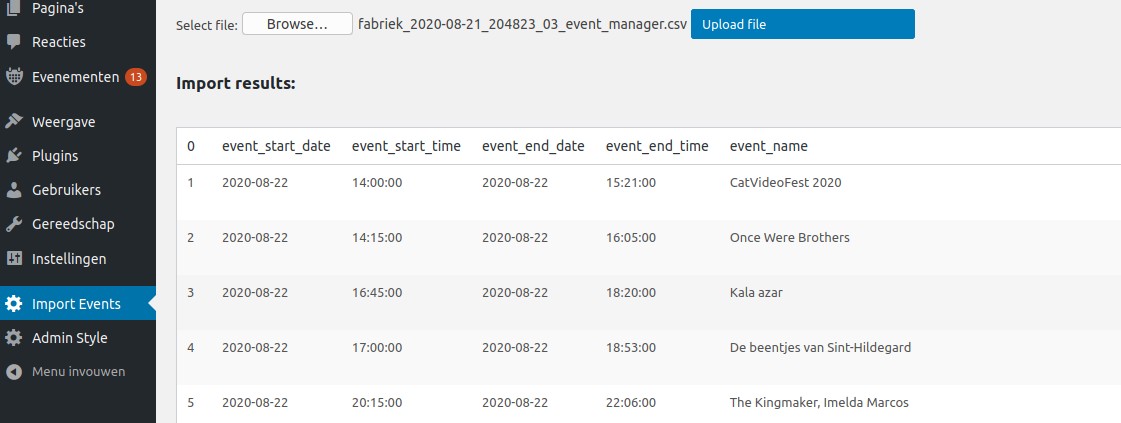 Pagina's
Reacties
Evenementen 13
Weergave
Plugins
Gebruikers
Gereedschap
Instellingen
Import Events
Admin Style
Menu invouwen
Select file: Browse... fabriek_2020-08-21_204823_03_event_manager.csv Upload file
Import results:
0 event_start_date event_start_time event_end_date event_end_time event_name
1 2020-08-22 14:00:00 2020-08-22 15:21:00 CatVideoFest 2020
2 2020-08-22 14:15:00 2020-08-22 16:05:00 Once Were Brothers
3 2020-08-22 16:45:00 2020-08-22 18:20:00 Kala azar
4 2020-08-22 17:00:00 2020-08-22 18:53:00 De beentjes van Sint-Hildegard
5 2020-08-22 20:15:00 2020-08-22 22:06:00 The Kingmaker, Imelda Marcos